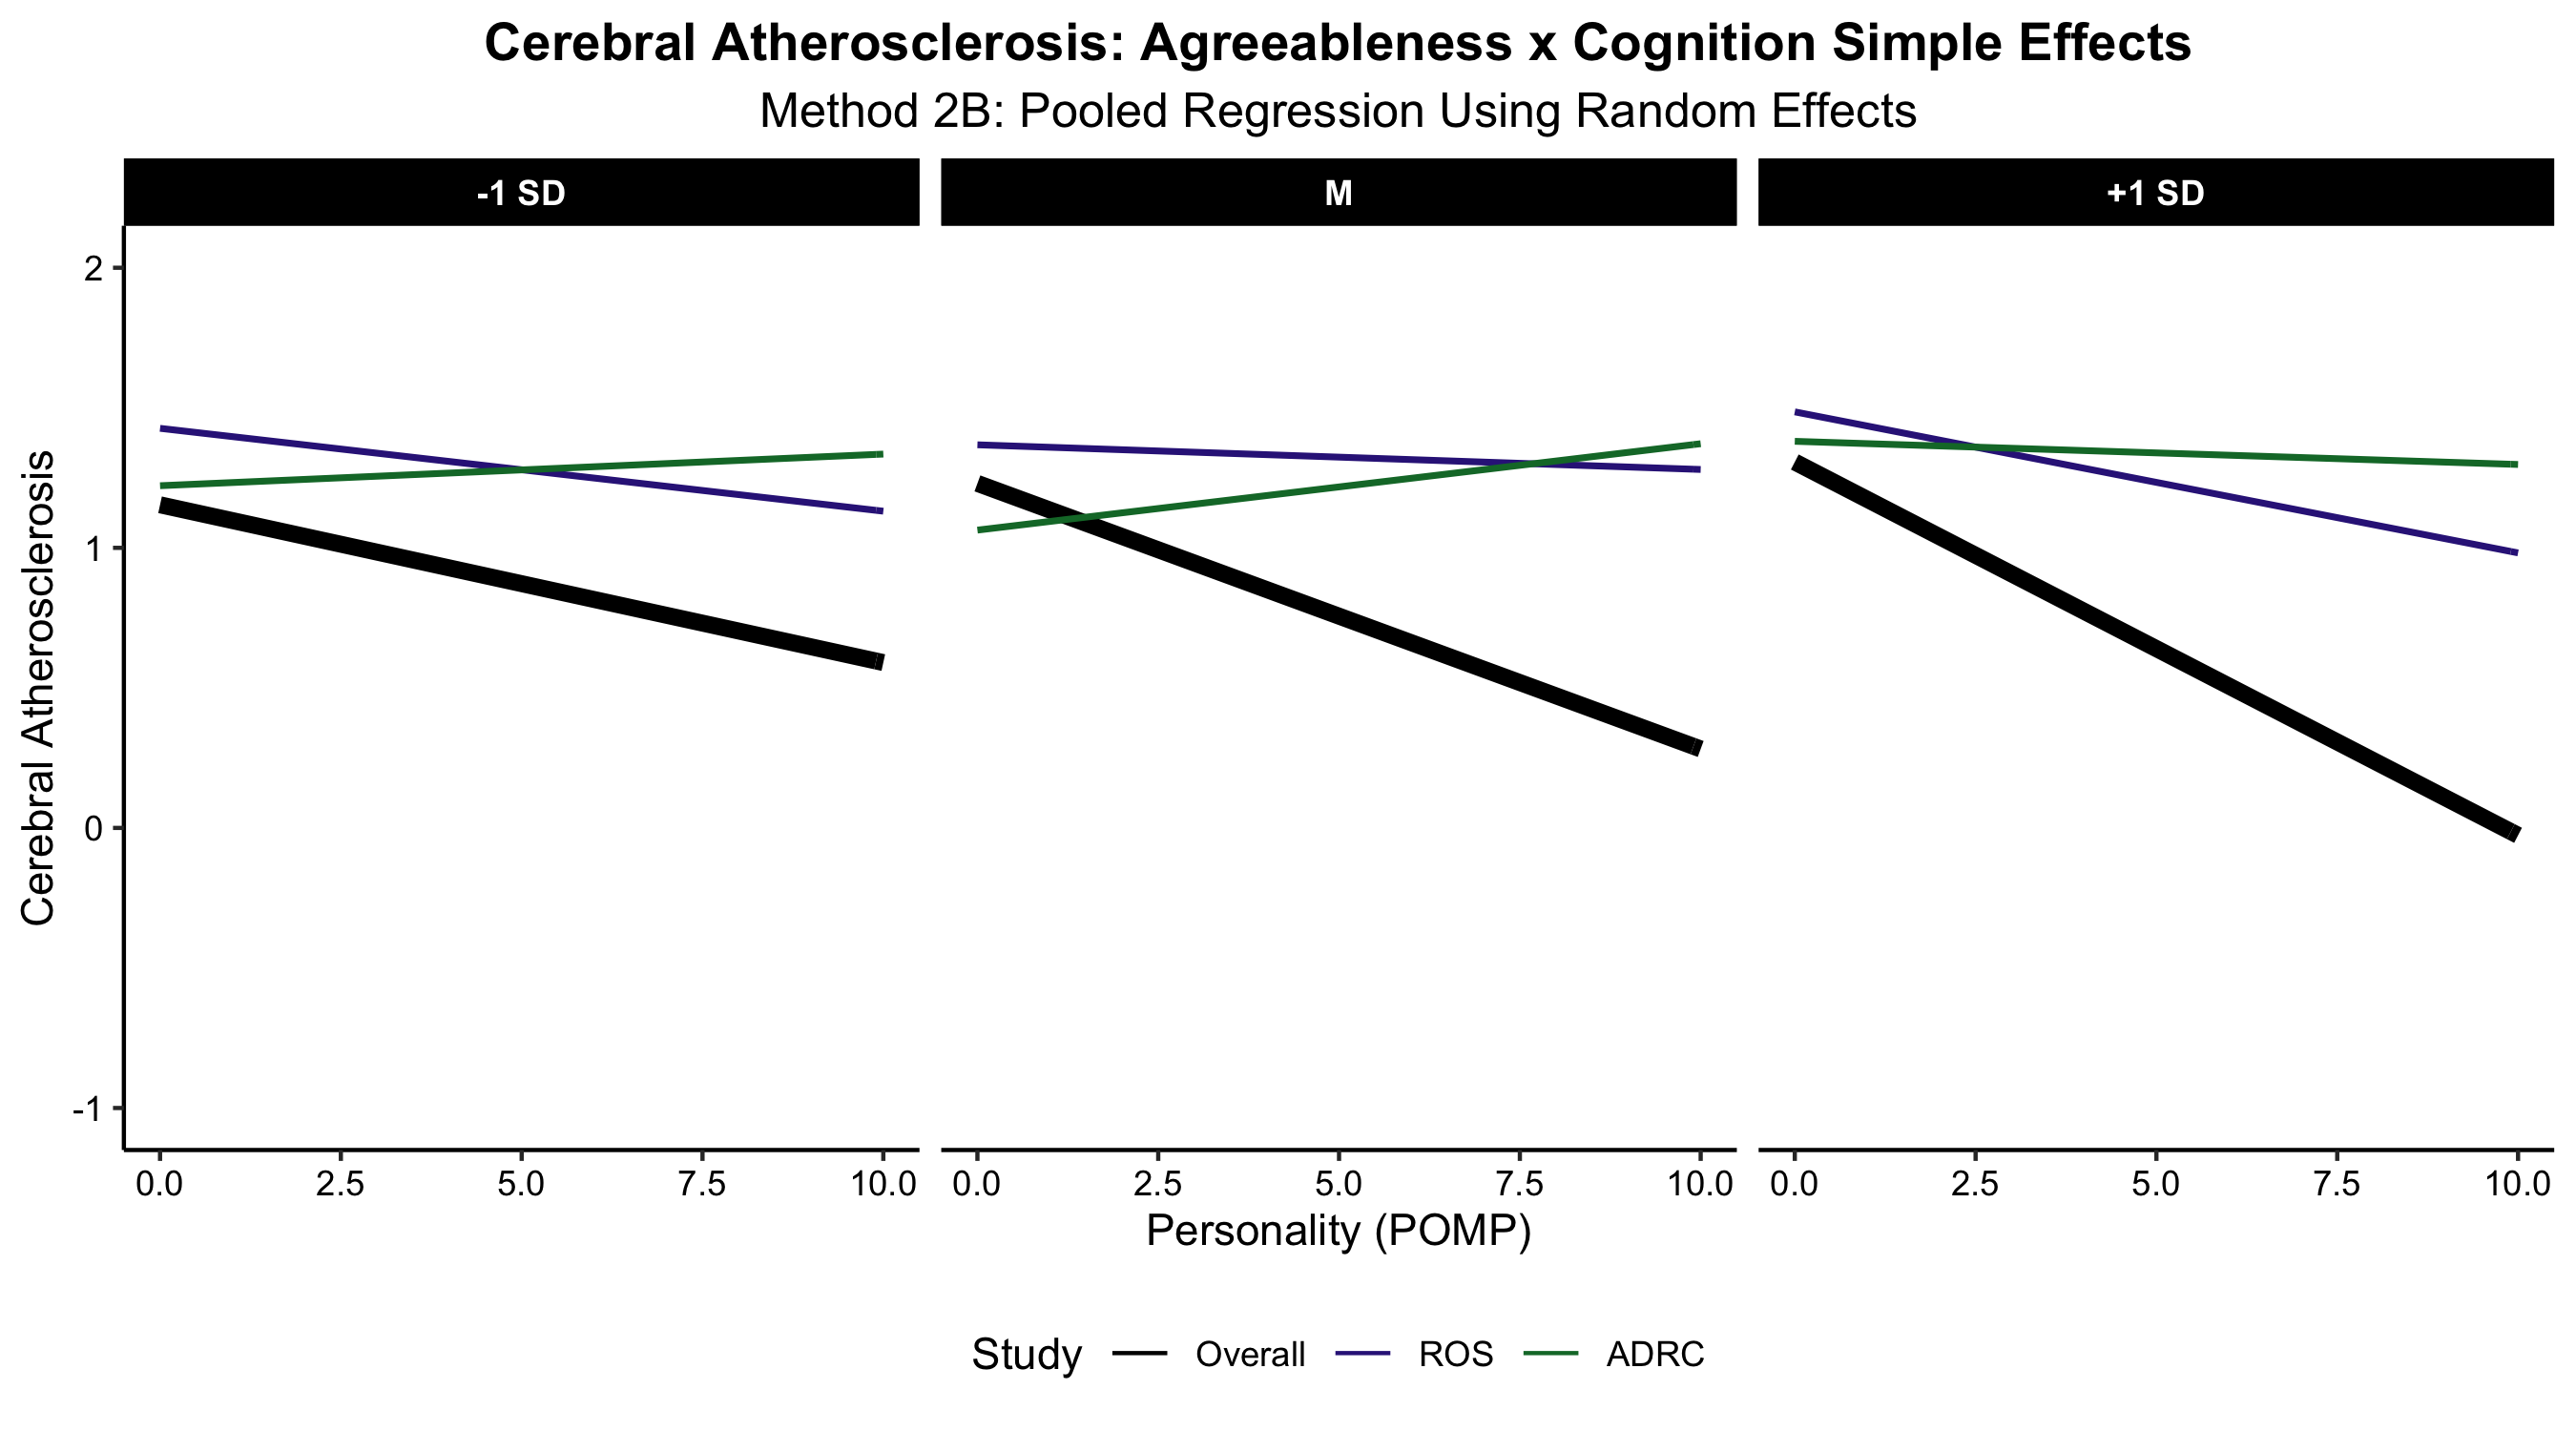 Cerebral Atherosclerosis: Agreeableness x Cognition Simple Effects
Method 2B: Pooled Regression Using Random Effects
-1 SD M +1 SD
Cerebral Atherosclerosis
2
1
0
-1
0.0 2.5 5.0 7.5 10.0 0.0 2.5 5.0 7.5 10.0 0.0 2.5 5.0 7.5 10.0
Personality (POMP)
Study Overall ROS ADRC